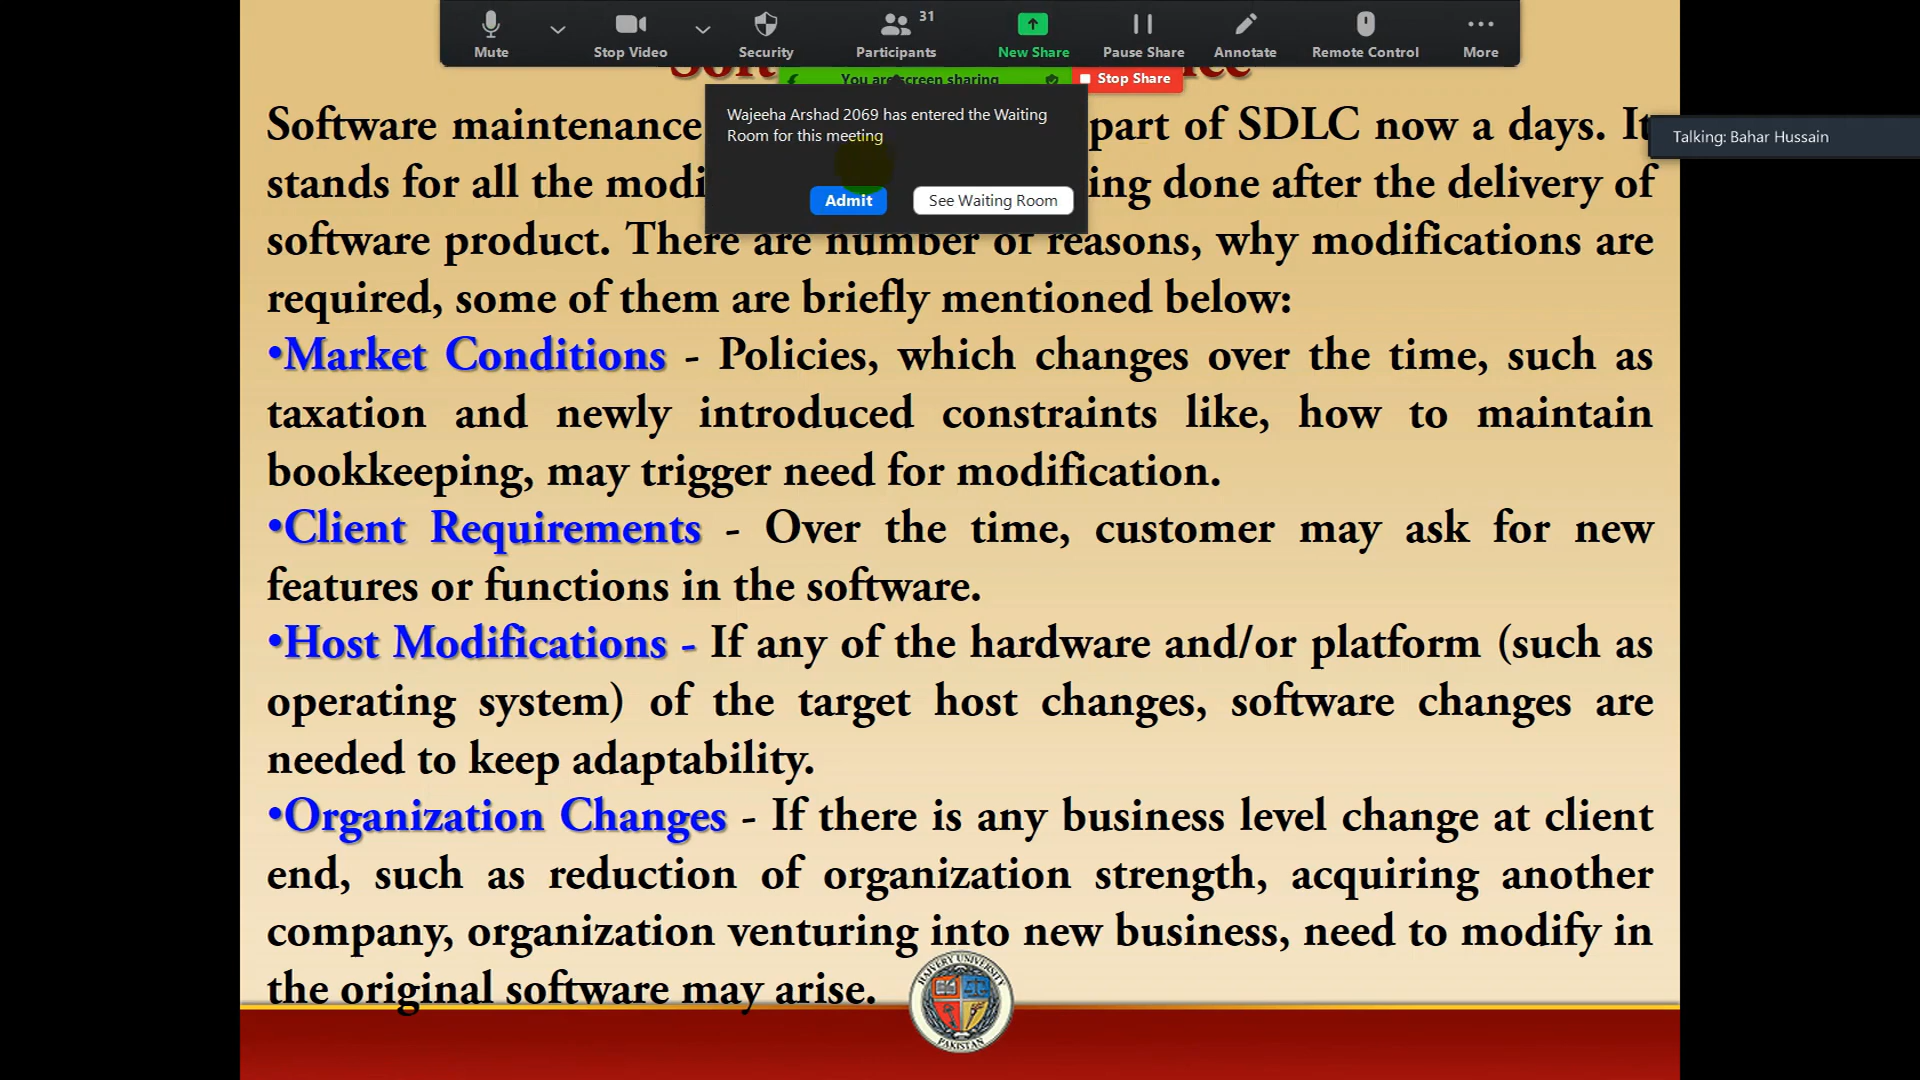 Mute
Stop Video
Security
31
Participants
New Share
Pause Share
Annotate
Remote Control
More
You are screen sharing
Stop Share
Wajeeha Arshad 2069 has entered the Waiting
Room for this meeting
Admit
See Waiting Room
Talking: Bahar Hussain
Software maintenance part of SDLC now a days. It
stands for all the done after the delivery of
software product. There are number of reasons, why modifications are
required, some of them are briefly mentioned below:
•Market Conditions - Policies, which changes over the time, such as
taxation and newly introduced constraints like, how to maintain
bookkeeping, may trigger need for modification.
•Client Requirements - Over the time, customer may ask for new
features or functions in the software.
•Host Modifications - If any of the hardware and/or platform (such as
operating system) of the target host changes, software changes are
needed to keep adaptability.
•Organization Changes - If there is any business level change at client
end, such as reduction of organization strength, acquiring another
company, organization venturing into new business, need to modify in
the original software may arise.
UNIVERSITY
PAKISTAN